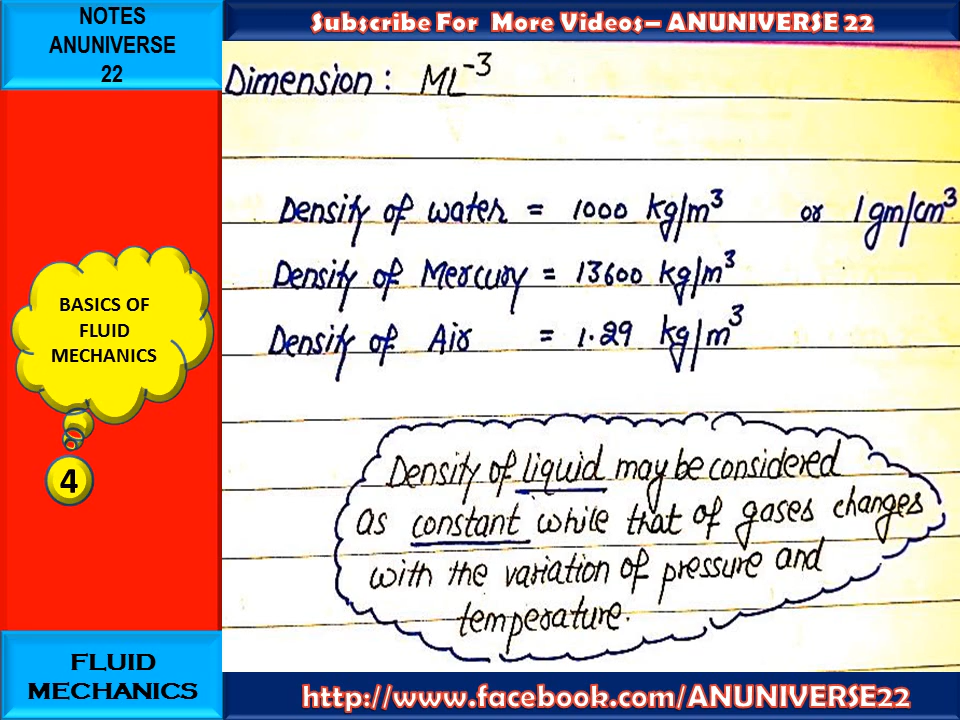 NOTES
ANUNIVERSE
22
Subscribe For More Videos– ANUNIVERSE 22
Dimension : ML⁻³
Density of water = 1000 kg/m³ or 1gm/cm³
Density of Mercury = 13600 kg/m³
Density of Air = 1.29 kg/m³
BASICS OF
FLUID
MECHANICS
4
Density of liquid may be considered
as constant while that of gases changes
with the variation of pressure and
temperature.
FLUID
MECHANICS
http://www.facebook.com/ANUNIVERSE22